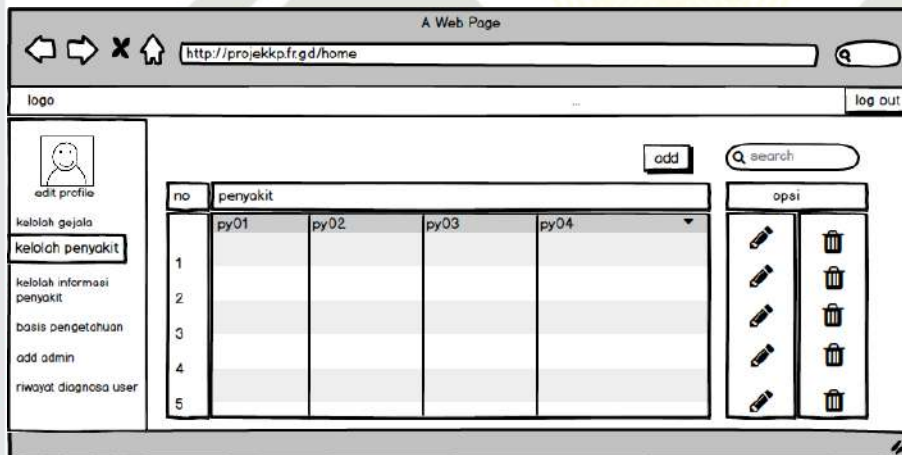 A Web Page
http://projekkp.fr.gd/home
logo
...
log out
edit profile
kelolah gejala
kelolah penyakit
kelolah informasi
penyakit
basis pengetahuan
add admin
riwayat diagnosa user
add
search
no penyakit opsi
py01 py02 py03 py04
1
2
3
4
5